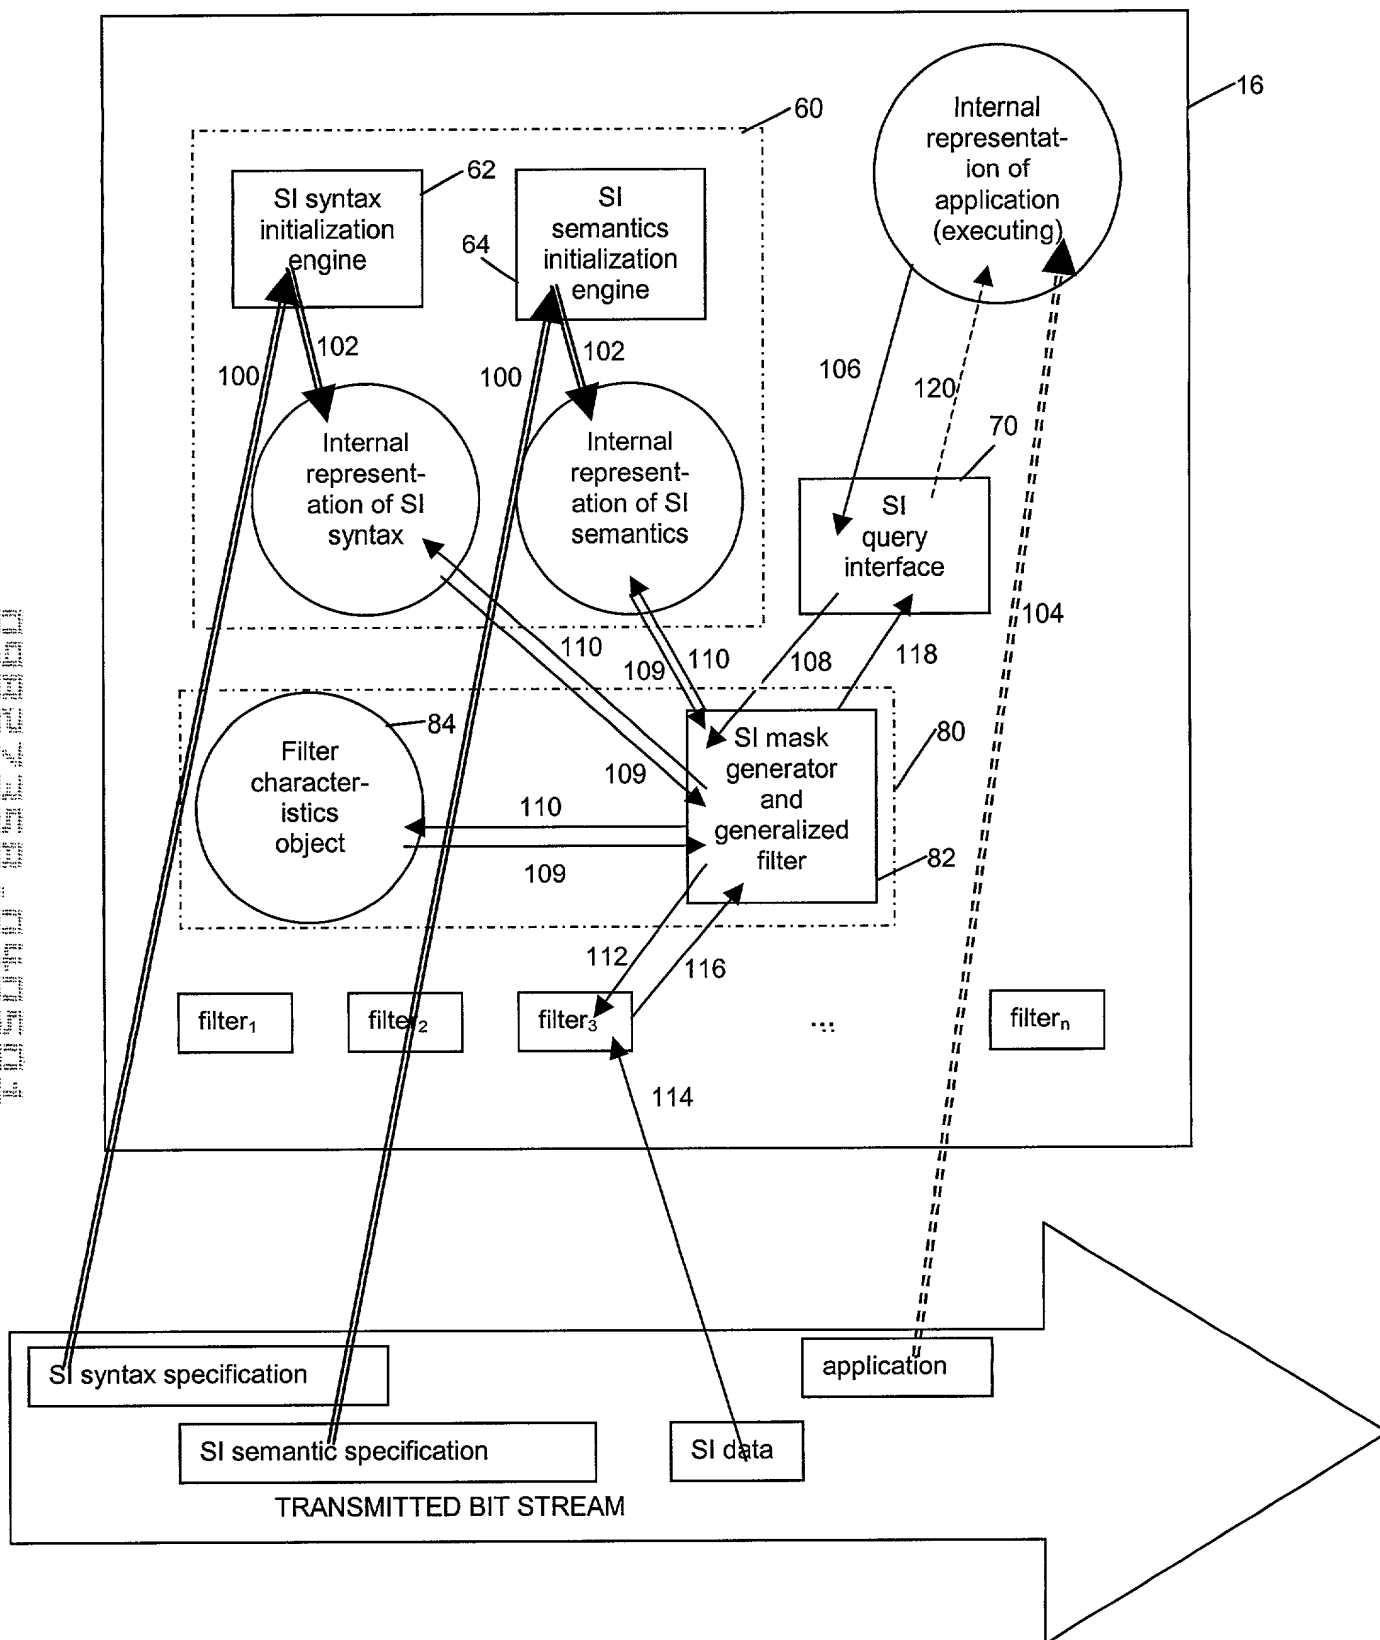 16
Internal
representat-
ion of
application
(executing)
60
62
SI syntax
initialization
engine
64
SI
semantics
initialization
engine
100
102
100
102
106
120
70
Internal
represent-
ation of SI
syntax
Internal
represent-
ation of SI
semantics
SI
query
interface
104
110
109
110
108
118
84
Filter
character-
istics
object
109
110
109
SI mask
generator
and
generalized
filter
80
82
112
116
filter1
filter2
filter3
...
filtern
114
SI syntax specification
application
SI semantic specification
SI data
TRANSMITTED BIT STREAM